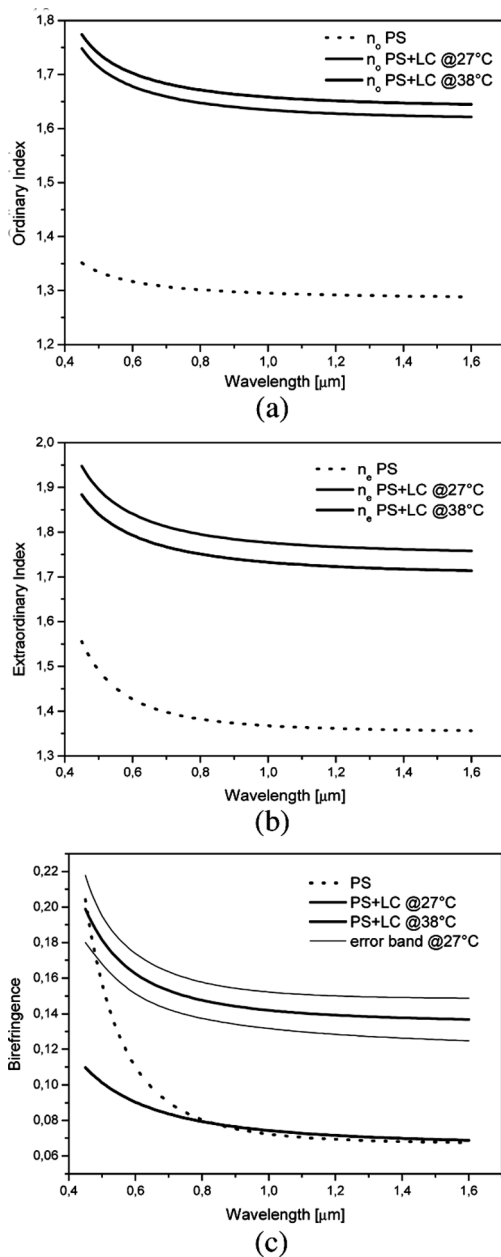 1,8
1,7
1,6
1,5
1,4
1,3
1,2
Ordinary Index
nₒ PS
nₒ PS+LC @27°C
nₒ PS+LC @38°C
0,4 0,6 0,8 1,0 1,2 1,4 1,6
Wavelength [μm]
(a)
2,0
1,9
1,8
1,7
1,6
1,5
1,4
1,3
Extraordinary Index
nₑ PS
nₑ PS+LC @27°C
nₑ PS+LC @38°C
0,4 0,6 0,8 1,0 1,2 1,4 1,6
Wavelength [μm]
(b)
0,22
0,20
0,18
0,16
0,14
0,12
0,10
0,08
0,06
Birefringence
PS
PS+LC @27°C
PS+LC @38°C
error band @27°C
0,4 0,6 0,8 1,0 1,2 1,4 1,6
Wavelength [μm]
(c)